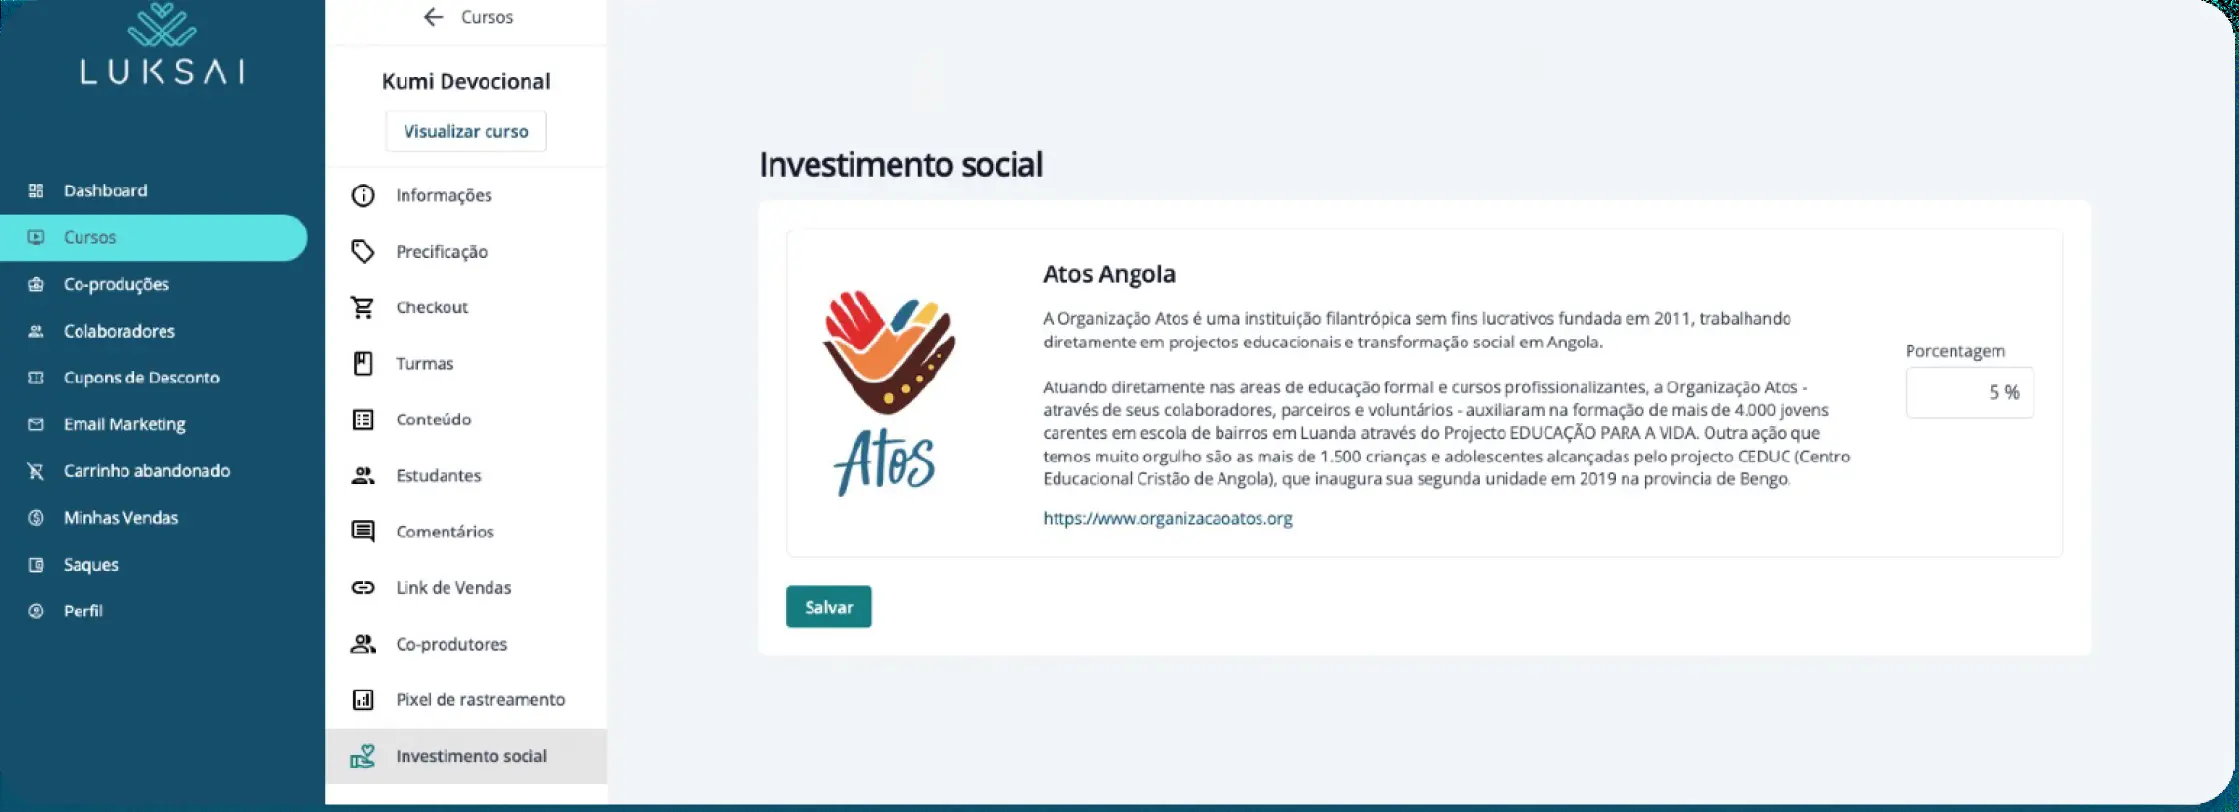 LUKSAI
Dashboard
Cursos
Co-produções
Colaboradores
Cupons de Desconto
Email Marketing
Carrinho abandonado
Minhas Vendas
Saques
Perfil
Cursos
Kumi Devocional
Visualizar curso
Informações
Precificação
Checkout
Turmas
Conteúdo
Estudantes
Comentários
Link de Vendas
Co-produtores
Pixel de rastreamento
Investimento social
Investimento social
Atos
Atos Angola
A Organização Atos é uma instituição filantrópica sem fins lucrativos fundada em 2011, trabalhando
diretamente em projectos educacionais e transformação social em Angola.
Atuando diretamente nas areas de educação formal e cursos profissionalizantes, a Organização Atos -
através de seus colaboradores, parceiros e voluntários - auxiliaram na formação de mais de 4.000 jovens
carentes em escola de bairros em Luanda através do Projecto EDUCAÇÃO PARA A VIDA. Outra ação que
temos muito orgulho são as mais de 1.500 crianças e adolescentes alcançadas pelo projecto CEDUC (Centro
Educacional Cristão de Angola), que inaugura sua segunda unidade em 2019 na provincia de Bengo.
https://www.organizacaoatos.org
Porcentagem
5 %
Salvar